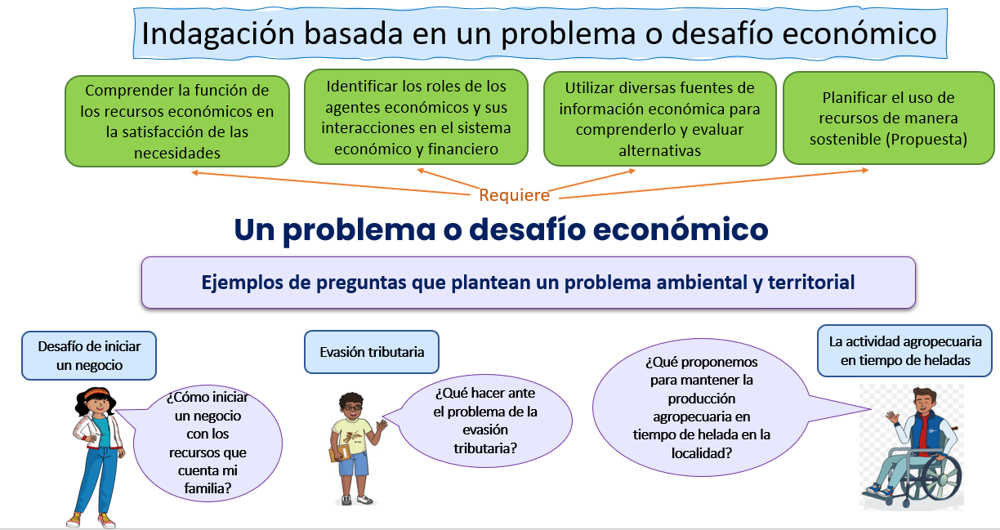 Indagación basada en un problema o desafío económico
Comprender la función de
los recursos económicos en
la satisfacción de las
necesidades
Identificar los roles de los
agentes económicos y sus
interacciones en el sistema
económico y financiero
Utilizar diversas fuentes de
información económica para
comprenderlo y evaluar
alternativas
Planificar el uso de
recursos de manera
sostenible (Propuesta)
Requiere
Un problema o desafío económico
Ejemplos de preguntas que plantean un problema ambiental y territorial
Desafío de iniciar
un negocio
¿Cómo iniciar
un negocio
con los
recursos que
cuenta mi
familia?
Evasión tributaria
¿Qué hacer ante
el problema de la
evasión
tributaria?
¿Qué proponemos
para mantener la
producción
agropecuaria en
tiempo de helada en la
localidad?
La actividad agropecuaria
en tiempo de heladas